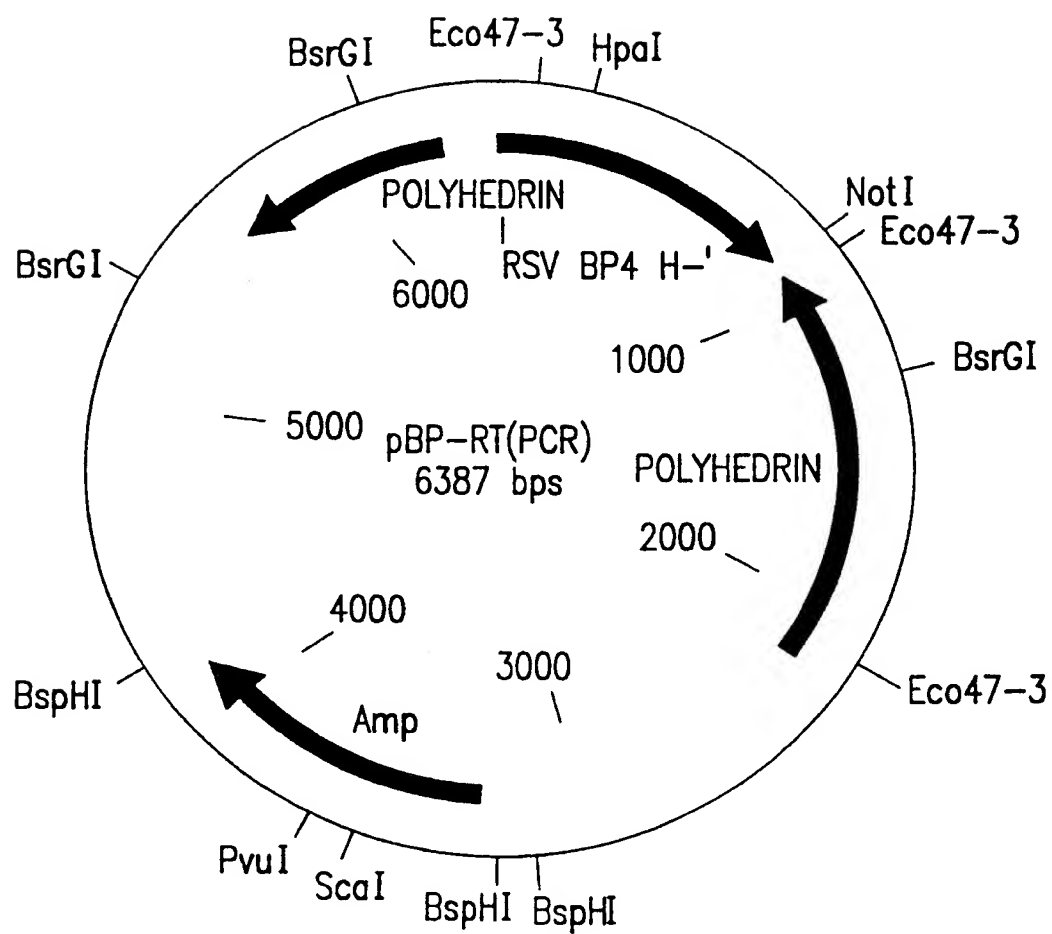 Eco47-3
BsrGI
HpaI
NotI
Eco47-3
POLYHEDRIN
RSV BP4 H-'
BsrGI
6000
1000
BsrGI
5000
pBP-RT(PCR)
6387 bps
POLYHEDRIN
2000
4000
3000
BspHI
Eco47-3
Amp
PvuI
ScaI
BspHI
BspHI